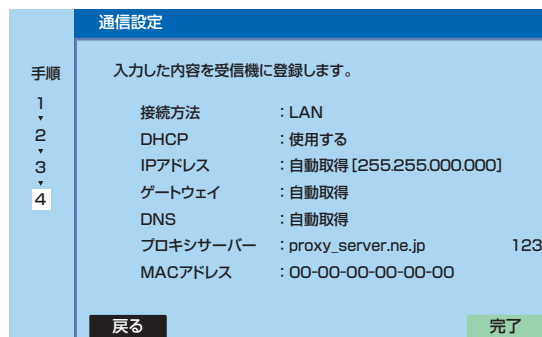 通信設定
手順
1
2
3
4
入力した内容を受信機に登録します。
接続方法 : LAN
DHCP : 使用する
IPアドレス : 自動取得 [255.255.000.000]
ゲートウェイ : 自動取得
DNS : 自動取得
プロキシサーバー : proxy_server.ne.jp 123
MACアドレス : 00-00-00-00-00-00
戻る 完了